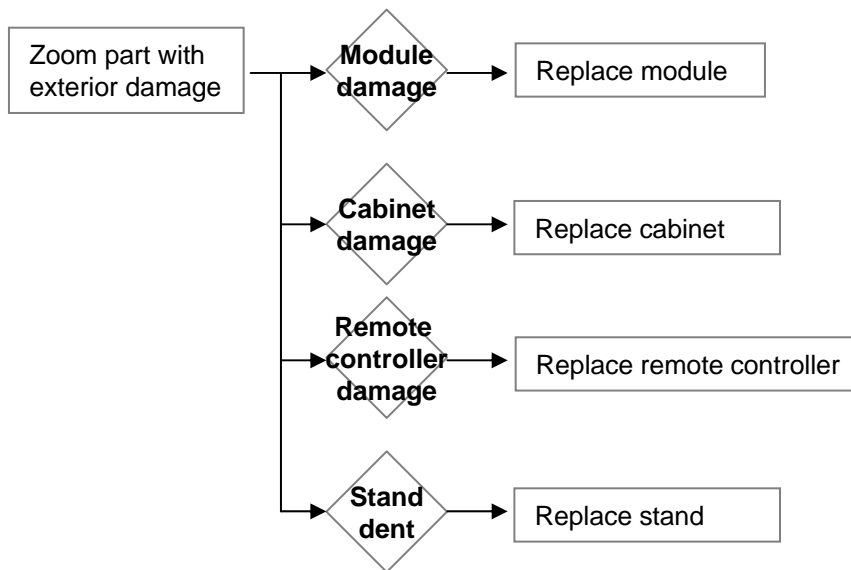 Zoom part with
exterior damage
Module
damage
Replace module
Cabinet
damage
Replace cabinet
Remote
controller
damage
Replace remote controller
Stand
dent
Replace stand